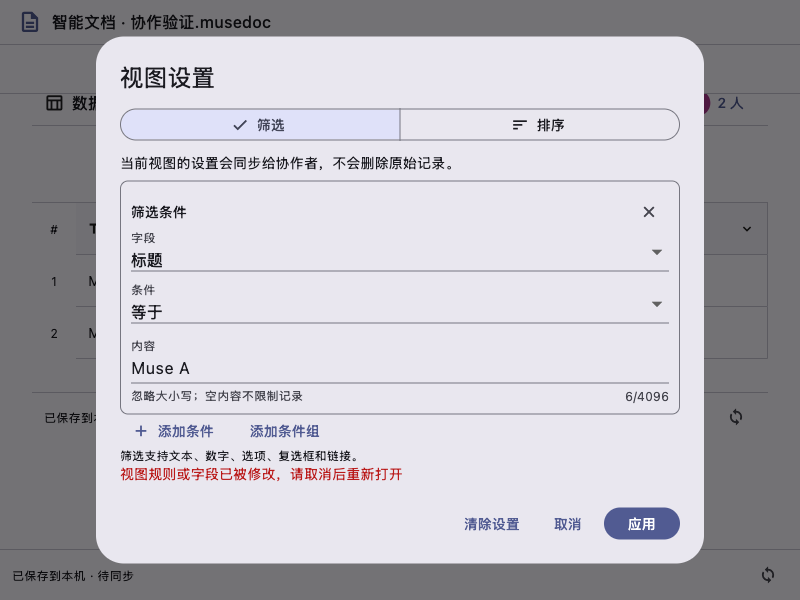 智能文档 · 协作验证.musedoc
视图设置
数据
2 人
筛选
排序
当前视图的设置会同步给协作者，不会删除原始记录。
筛选条件
#
字段
标题
1
条件
等于
2
内容
Muse A
忽略大小写；空内容不限制记录
6/4096
已保存到本
添加条件
添加条件组
筛选支持文本、数字、选项、复选框和链接。
视图规则或字段已被修改，请取消后重新打开
清除设置
取消
应用
已保存到本机 · 待同步